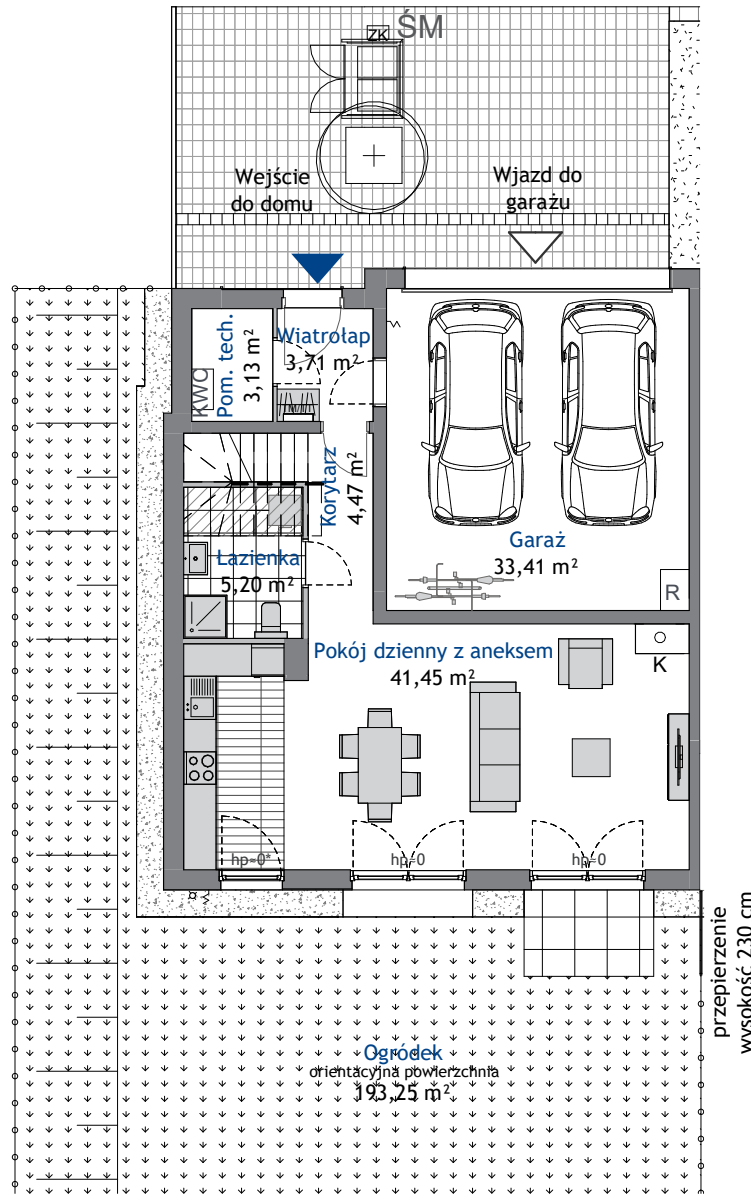 ŚM
ZK
Wejście
do domu
Wjazd do
garażu
Wiatrołap
3,71 m²
Pom. tech.
3,13 m²
KWC
Korytarz
4,47 m²
Garaż
33,41 m²
R
Łazienka
5,20 m²
Pokój dzienny z aneksem
41,45 m²
K
hp≈0*
hp=0
hp=0
przepierzenie
wysokość 230 cm
Ogródek
orientacyjna powierzchnia
193,25 m²